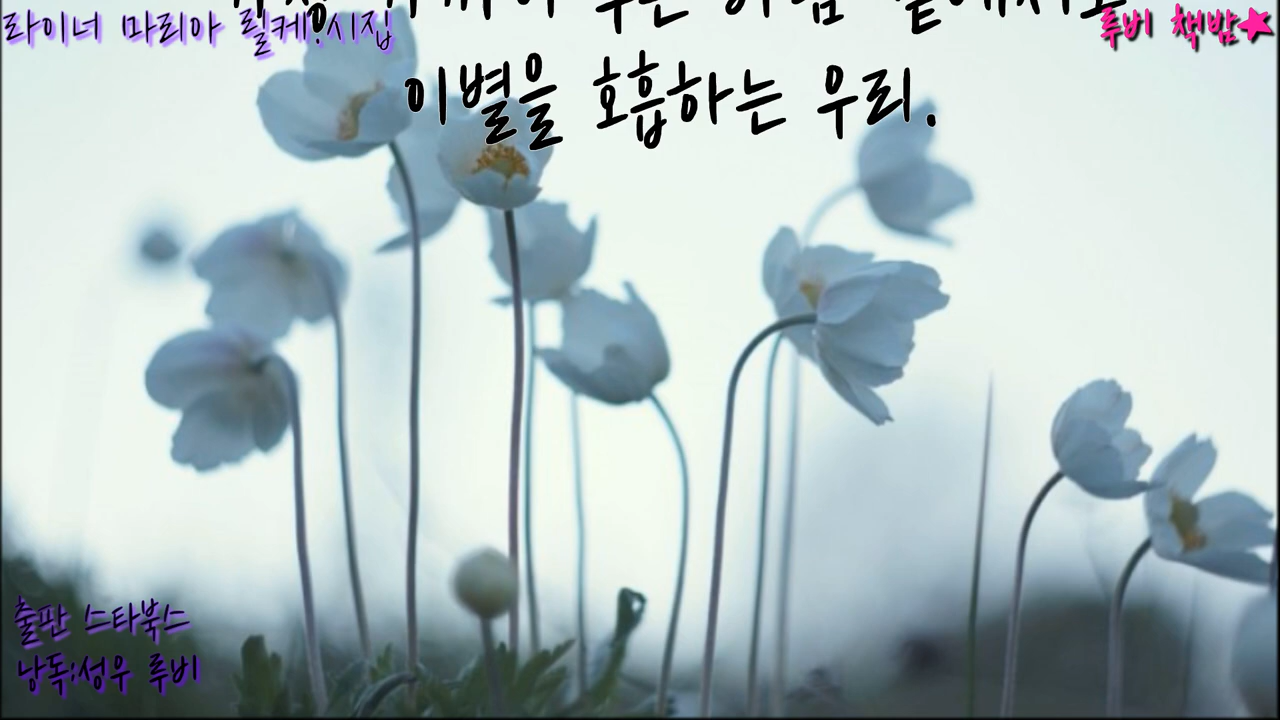 라이너 마리아 릴케.시집
루비 책밤★
이별을 호흡하는 우리.
출판 스타북스
낭독:성우 루비